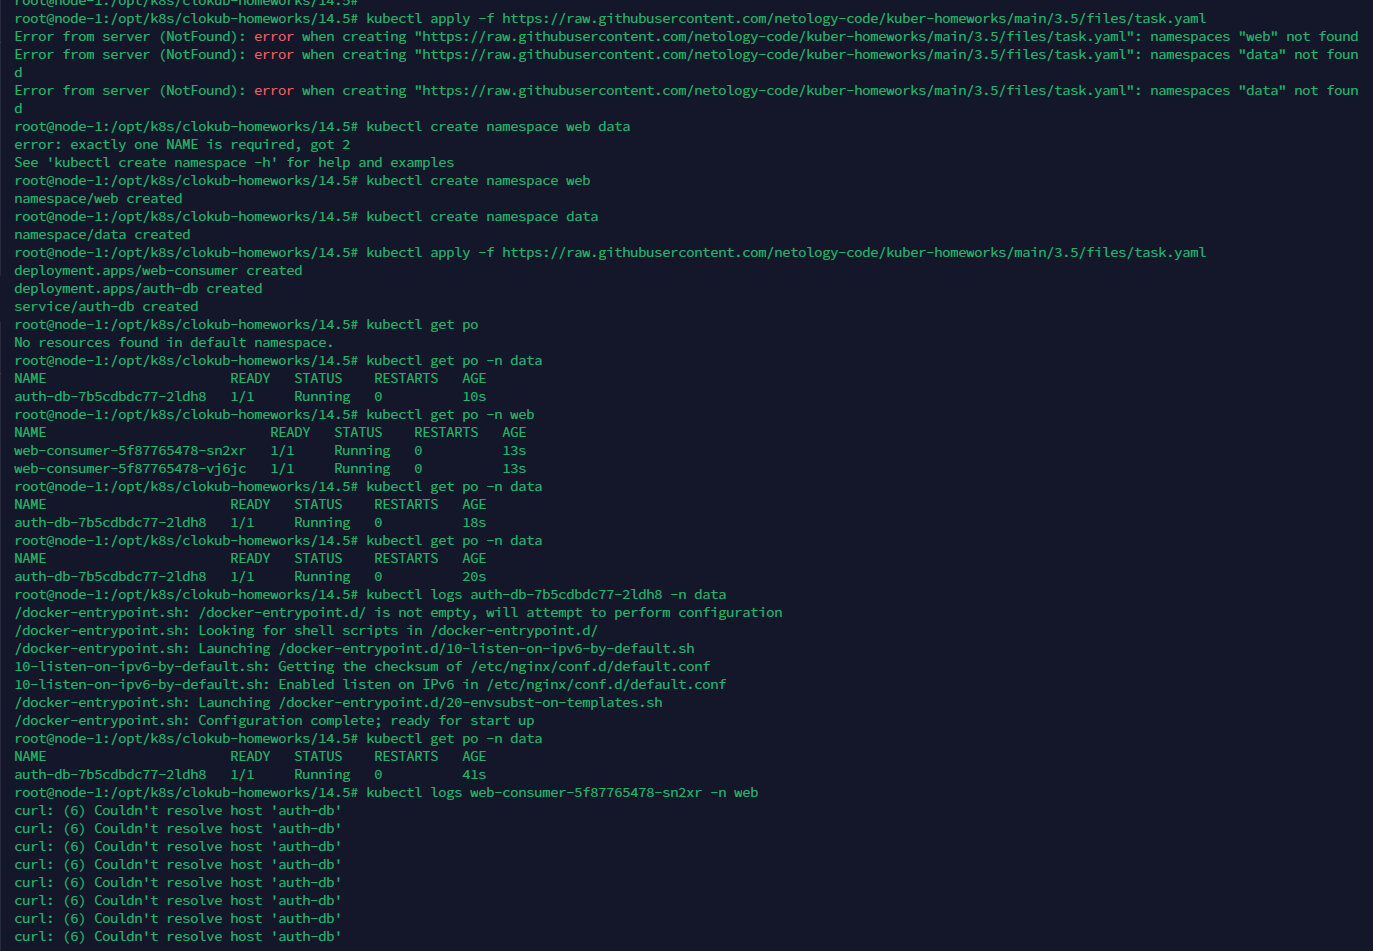 root@node-1:/opt/k8s/clokub-homeworks/14.5#
root@node-1:/opt/k8s/clokub-homeworks/14.5# kubectl apply -f https://raw.githubusercontent.com/netology-code/kuber-homeworks/main/3.5/files/task.yaml
Error from server (NotFound): error when creating "https://raw.githubusercontent.com/netology-code/kuber-homeworks/main/3.5/files/task.yaml": namespaces "web" not found
Error from server (NotFound): error when creating "https://raw.githubusercontent.com/netology-code/kuber-homeworks/main/3.5/files/task.yaml": namespaces "data" not foun
d
Error from server (NotFound): error when creating "https://raw.githubusercontent.com/netology-code/kuber-homeworks/main/3.5/files/task.yaml": namespaces "data" not foun
d
root@node-1:/opt/k8s/clokub-homeworks/14.5# kubectl create namespace web data
error: exactly one NAME is required, got 2
See 'kubectl create namespace -h' for help and examples
root@node-1:/opt/k8s/clokub-homeworks/14.5# kubectl create namespace web
namespace/web created
root@node-1:/opt/k8s/clokub-homeworks/14.5# kubectl create namespace data
namespace/data created
root@node-1:/opt/k8s/clokub-homeworks/14.5# kubectl apply -f https://raw.githubusercontent.com/netology-code/kuber-homeworks/main/3.5/files/task.yaml
deployment.apps/web-consumer created
deployment.apps/auth-db created
service/auth-db created
root@node-1:/opt/k8s/clokub-homeworks/14.5# kubectl get po
No resources found in default namespace.
root@node-1:/opt/k8s/clokub-homeworks/14.5# kubectl get po -n data
NAME                       READY   STATUS    RESTARTS   AGE
auth-db-7b5cdbdc77-2ldh8   1/1     Running   0          10s
root@node-1:/opt/k8s/clokub-homeworks/14.5# kubectl get po -n web
NAME                            READY   STATUS    RESTARTS   AGE
web-consumer-5f87765478-sn2xr   1/1     Running   0          13s
web-consumer-5f87765478-vj6jc   1/1     Running   0          13s
root@node-1:/opt/k8s/clokub-homeworks/14.5# kubectl get po -n data
NAME                       READY   STATUS    RESTARTS   AGE
auth-db-7b5cdbdc77-2ldh8   1/1     Running   0          18s
root@node-1:/opt/k8s/clokub-homeworks/14.5# kubectl get po -n data
NAME                       READY   STATUS    RESTARTS   AGE
auth-db-7b5cdbdc77-2ldh8   1/1     Running   0          20s
root@node-1:/opt/k8s/clokub-homeworks/14.5# kubectl logs auth-db-7b5cdbdc77-2ldh8 -n data
/docker-entrypoint.sh: /docker-entrypoint.d/ is not empty, will attempt to perform configuration
/docker-entrypoint.sh: Looking for shell scripts in /docker-entrypoint.d/
/docker-entrypoint.sh: Launching /docker-entrypoint.d/10-listen-on-ipv6-by-default.sh
10-listen-on-ipv6-by-default.sh: Getting the checksum of /etc/nginx/conf.d/default.conf
10-listen-on-ipv6-by-default.sh: Enabled listen on IPv6 in /etc/nginx/conf.d/default.conf
/docker-entrypoint.sh: Launching /docker-entrypoint.d/20-envsubst-on-templates.sh
/docker-entrypoint.sh: Configuration complete; ready for start up
root@node-1:/opt/k8s/clokub-homeworks/14.5# kubectl get po -n data
NAME                       READY   STATUS    RESTARTS   AGE
auth-db-7b5cdbdc77-2ldh8   1/1     Running   0          41s
root@node-1:/opt/k8s/clokub-homeworks/14.5# kubectl logs web-consumer-5f87765478-sn2xr -n web
curl: (6) Couldn't resolve host 'auth-db'
curl: (6) Couldn't resolve host 'auth-db'
curl: (6) Couldn't resolve host 'auth-db'
curl: (6) Couldn't resolve host 'auth-db'
curl: (6) Couldn't resolve host 'auth-db'
curl: (6) Couldn't resolve host 'auth-db'
curl: (6) Couldn't resolve host 'auth-db'
curl: (6) Couldn't resolve host 'auth-db'